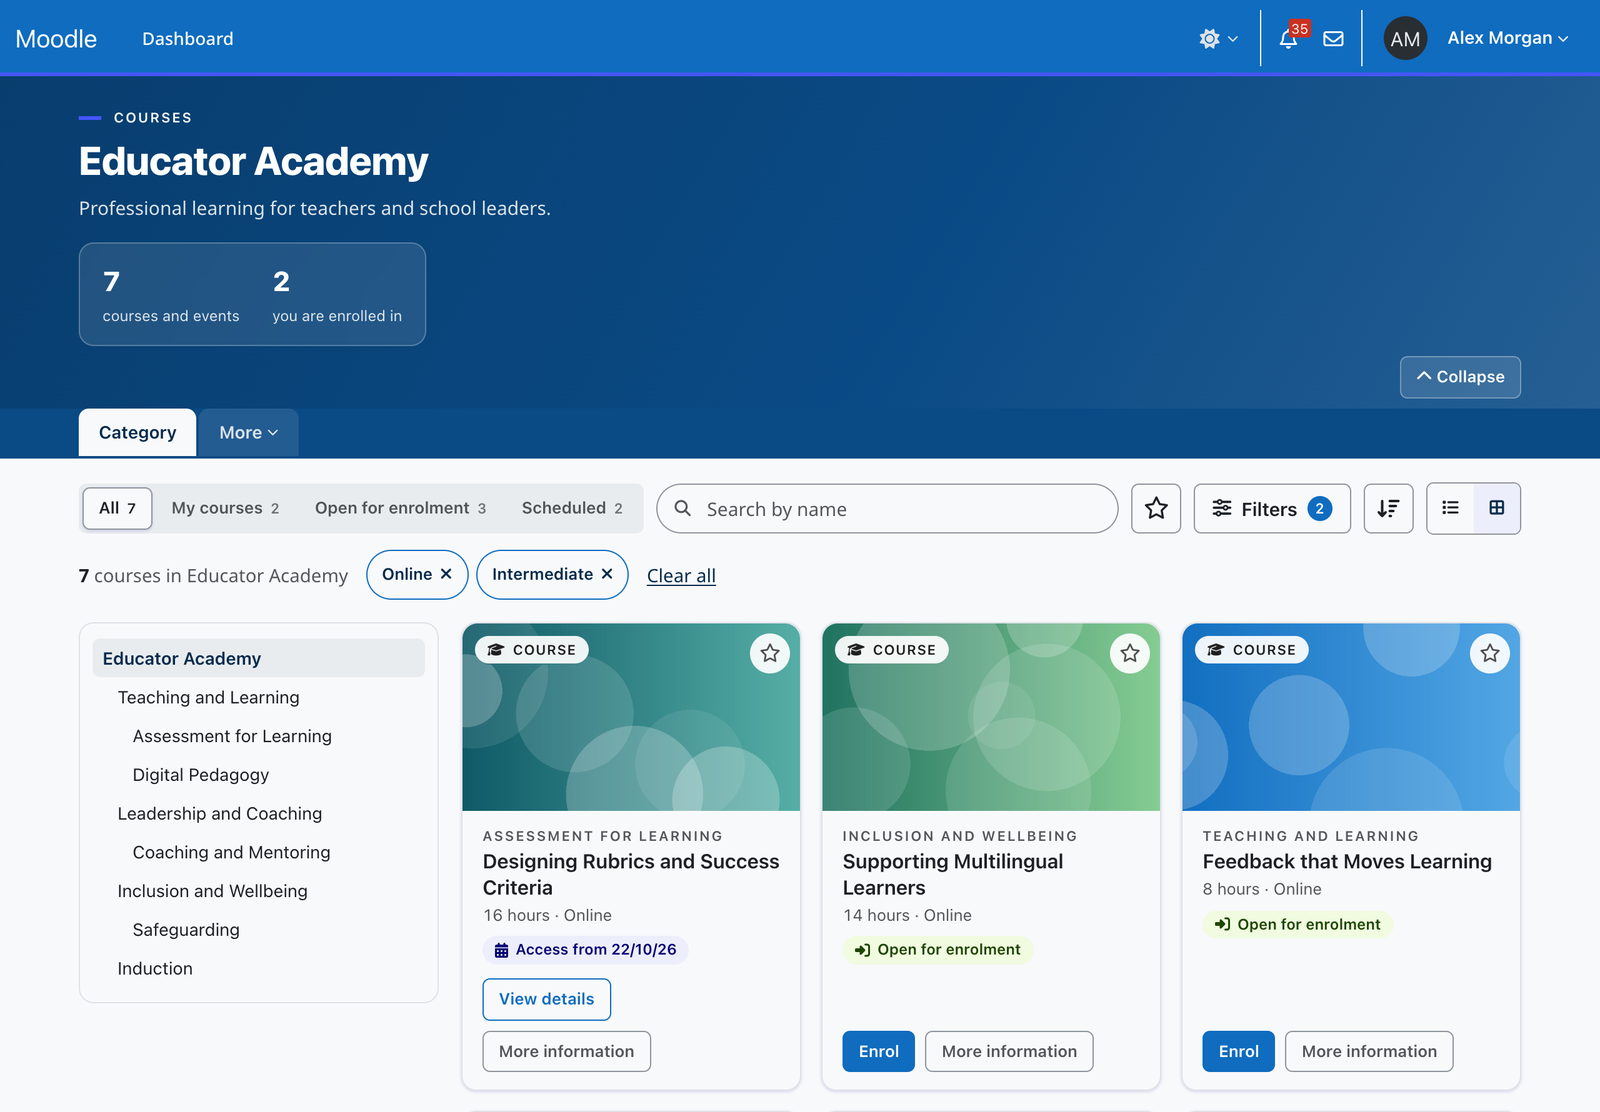 Moodle
Dashboard
35
AM
Alex Morgan
COURSES
Educator Academy
Professional learning for teachers and school leaders.
7
courses and events
2
you are enrolled in
Collapse
Category
More
All 7
My courses 2
Open for enrolment 3
Scheduled 2
Search by name
Filters 2
7 courses in Educator Academy
Online
Intermediate
Clear all
Educator Academy
Teaching and Learning
Assessment for Learning
Digital Pedagogy
Leadership and Coaching
Coaching and Mentoring
Inclusion and Wellbeing
Safeguarding
Induction
COURSE
ASSESSMENT FOR LEARNING
Designing Rubrics and Success
Criteria
16 hours · Online
Access from 22/10/26
View details
More information
COURSE
INCLUSION AND WELLBEING
Supporting Multilingual
Learners
14 hours · Online
Open for enrolment
Enrol
More information
COURSE
TEACHING AND LEARNING
Feedback that Moves Learning
8 hours · Online
Open for enrolment
Enrol
More information